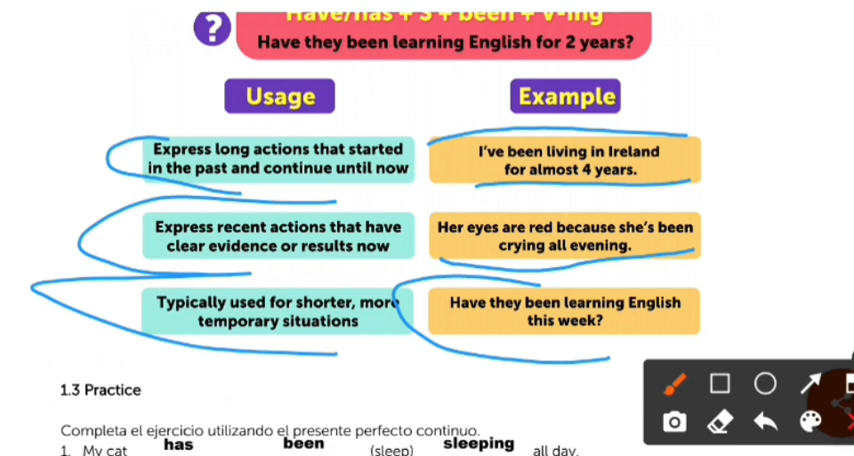 Have/has + S + been + v-ing
?
Have they been learning English for 2 years?
Usage
Example
Express long actions that started
in the past and continue until now
I've been living in Ireland
for almost 4 years.
Express recent actions that have
clear evidence or results now
Her eyes are red because she's been
crying all evening.
Typically used for shorter, more
temporary situations
Have they been learning English
this week?
1.3 Practice
Completa el ejercicio utilizando el presente perfecto continuo.
1. My cat has been (sleep) sleeping all day.